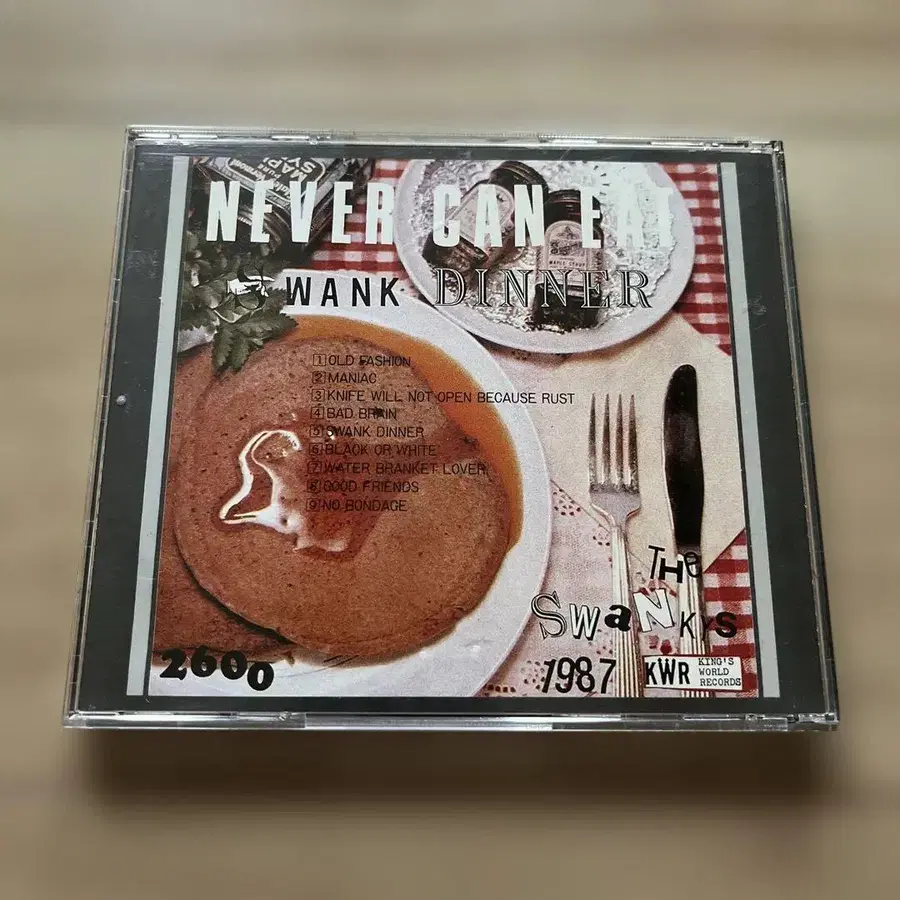 NEVER CAN EAT
SWANK DINNER
1 OLD FASHION
2 MANIAC
3 KNIFE WILL NOT OPEN BECAUSE RUST
4 BAD BRAIN
5 SWANK DINNER
6 BLACK OR WHITE
7 WATER BRANKET LOVER
8 GOOD FRIENDS
9 NO BONDAGE
THe
SWaNKYS
2600
1987
KWR
KING'S
WORLD
RECORDS
MAPLE SYRUP